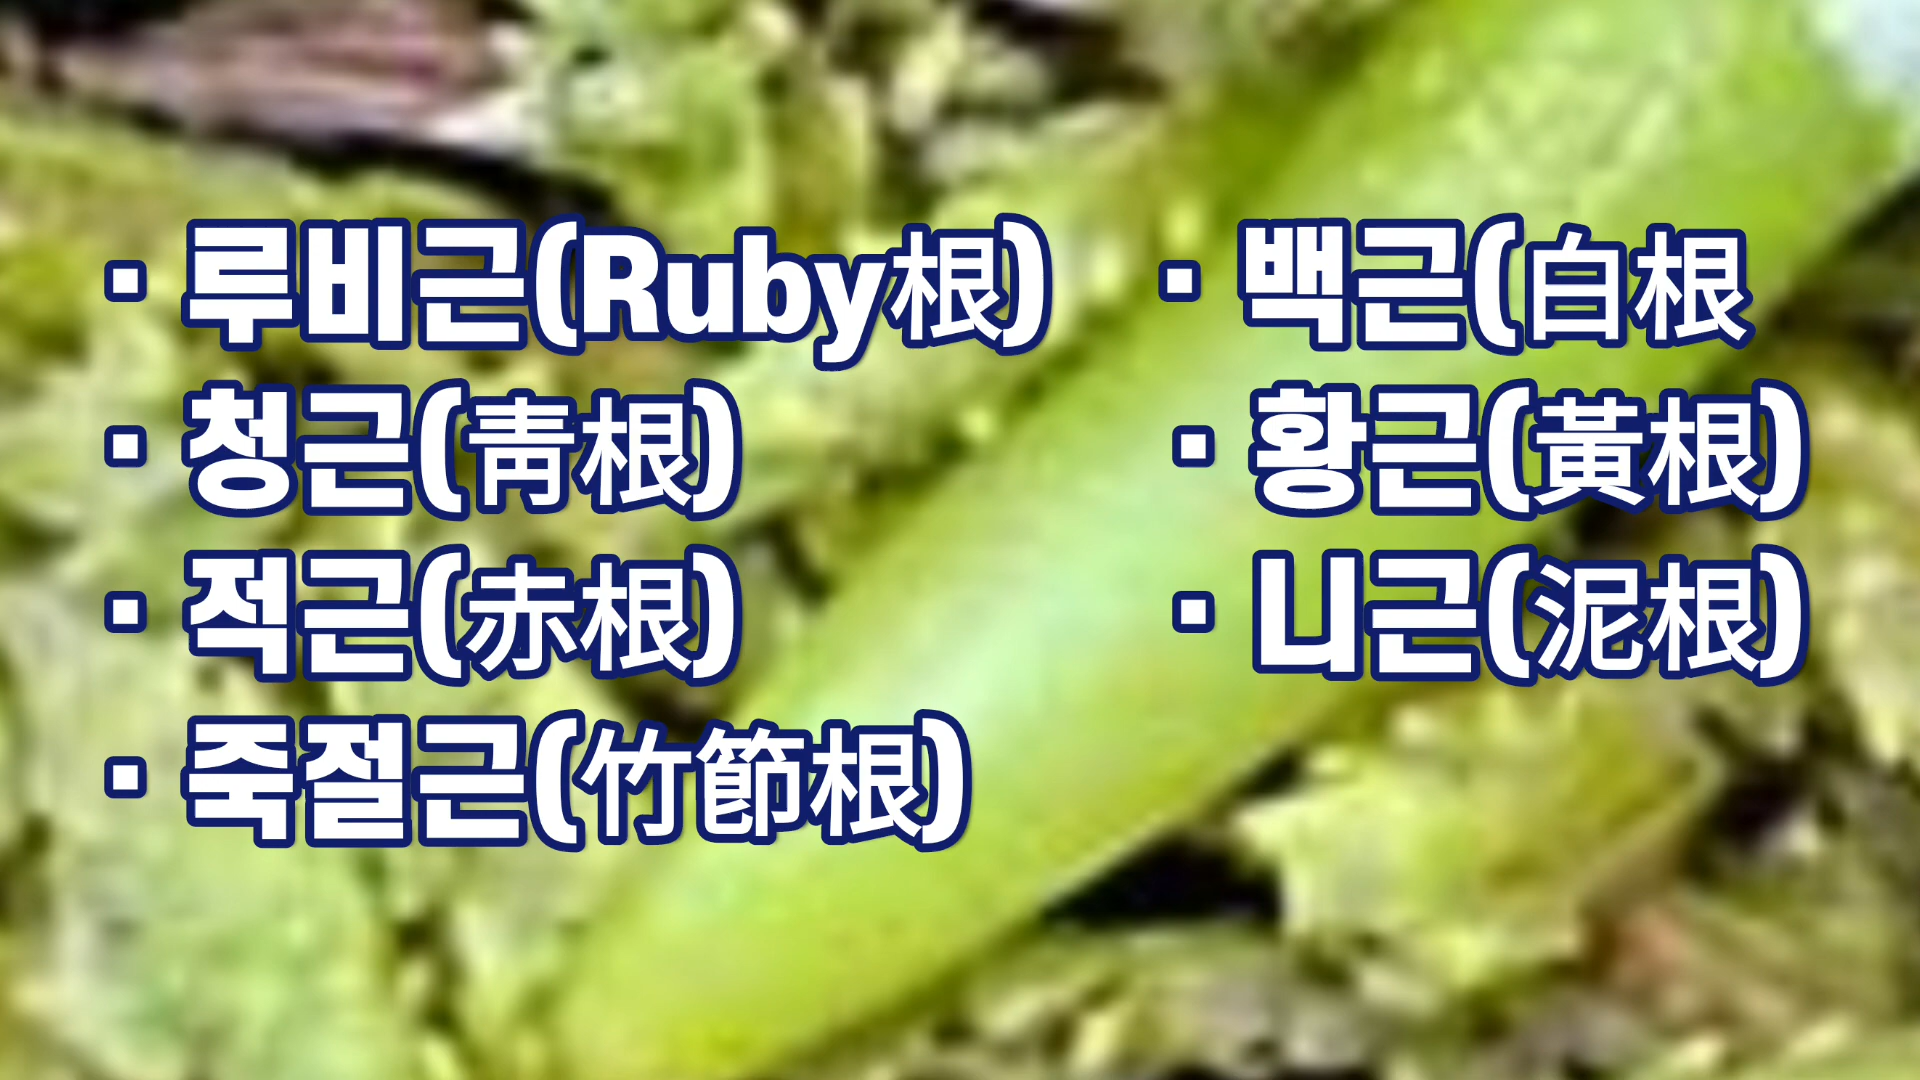 · 루비근(Ruby根)
· 청근(靑根)
· 적근(赤根)
· 죽절근(竹節根)
· 백근(白根
· 황근(黃根)
· 니근(泥根)